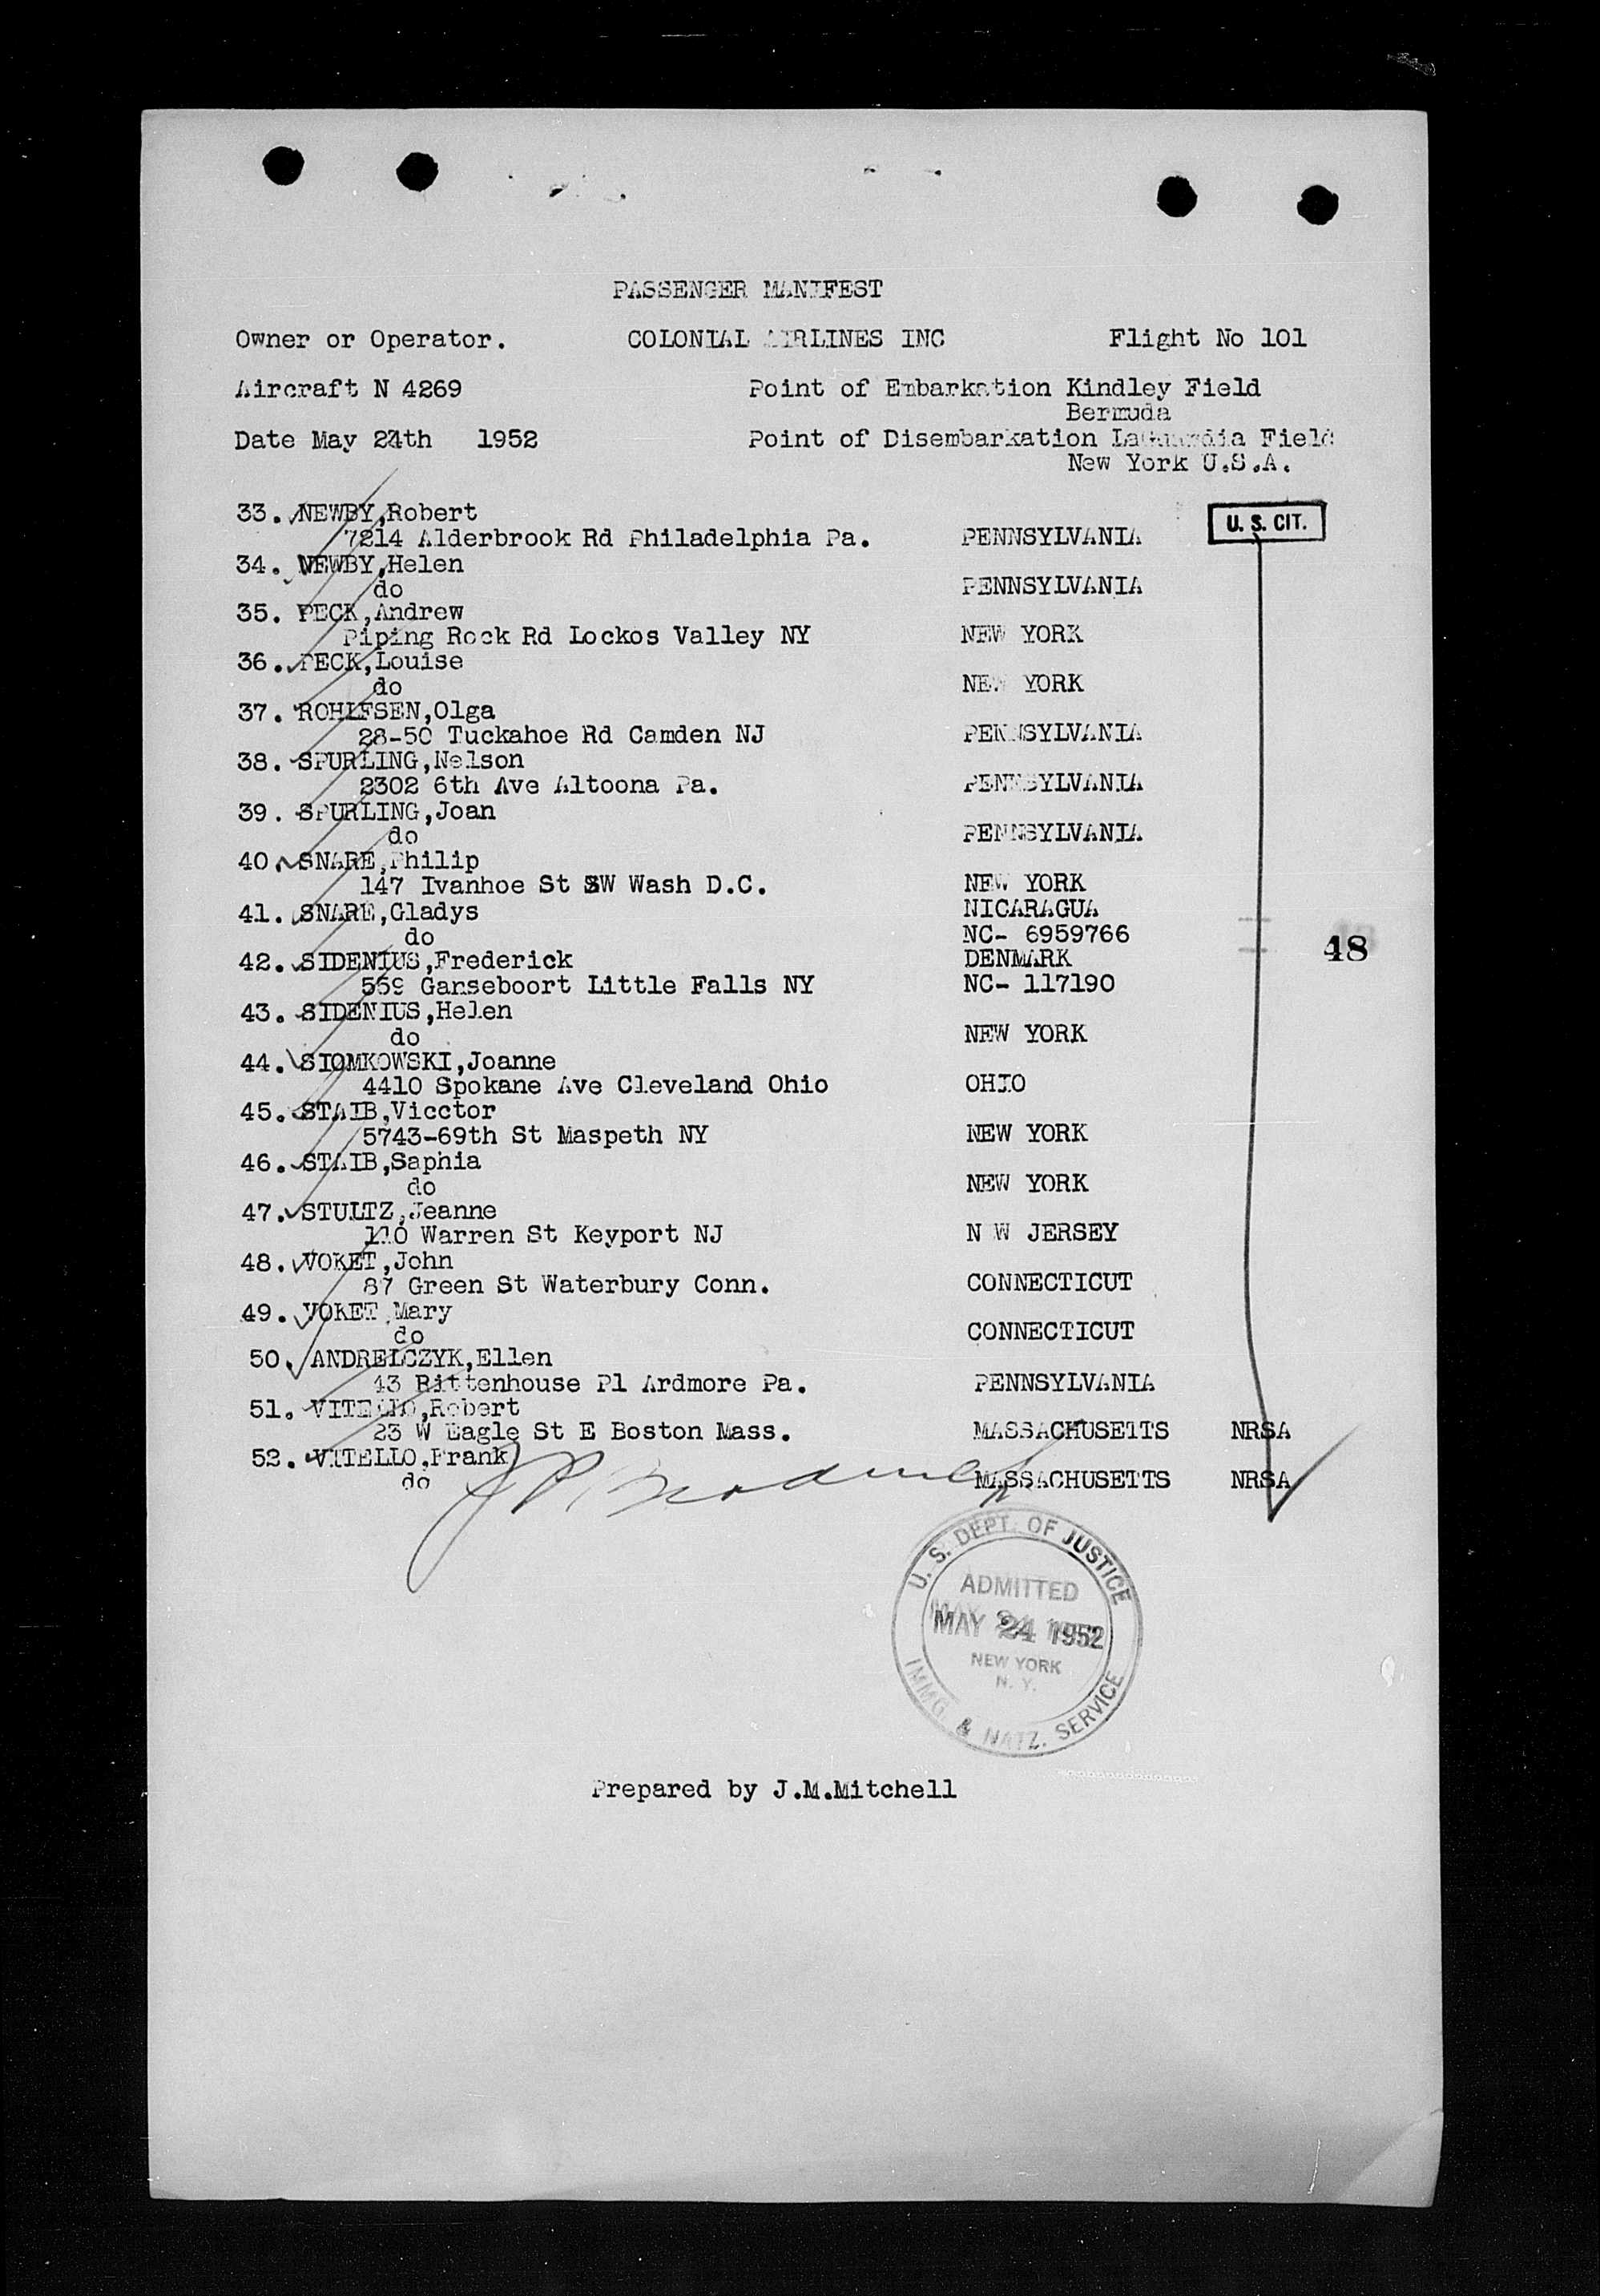 PASSENGER MANIFEST
Owner or Operator. COLONIAL AIRLINES INC Flight No 101
Aircraft N 4269 Point of Embarkation Kindley Field
Bermuda
Date May 24th 1952 Point of Disembarkation LaGuardia Field
New York U.S.A.
33. NEWBY,Robert
U. S. CIT.
7214 Alderbrook Rd Philadelphia Pa. PENNSYLVANIA
34. NEWBY,Helen
do PENNSYLVANIA
35. PECK,Andrew
Piping Rock Rd Lockos Valley NY NEW YORK
36. PECK,Louise
do NEW YORK
37. ROHLFSEN,Olga
28-50 Tuckahoe Rd Camden NJ PENNSYLVANIA
38. SPURLING,Nelson
2302 6th Ave Altoona Pa. PENNSYLVANIA
39. SPURLING,Joan
do PENNSYLVANIA
40. SNARE,Philip
147 Ivanhoe St SW Wash D.C. NEW YORK
41. SNARE,Gladys NICARAGUA
do NC- 6959766
48
42. SIDENIUS,Frederick DENMARK
559 Ganseboort Little Falls NY NC- 117190
43. SIDENIUS,Helen
do NEW YORK
44. SIOMKOWSKI,Joanne
4410 Spokane Ave Cleveland Ohio OHIO
45. STAIB,Vicctor
5743-69th St Maspeth NY NEW YORK
46. STAIB,Saphia
do NEW YORK
47. STULTZ,Jeanne
110 Warren St Keyport NJ N W JERSEY
48. VOKET,John
87 Green St Waterbury Conn. CONNECTICUT
49. VOKET,Mary
do CONNECTICUT
50. ANDRELCZYK,Ellen
43 Rittenhouse Pl Ardmore Pa. PENNSYLVANIA
51. VITELLO,Robert
23 W Eagle St E Boston Mass. MASSACHUSETTS NRSA
52. VITELLO,Frank
do MASSACHUSETTS NRSA
U. S. DEPT. OF JUSTICE
ADMITTED
MAY 24 1952
NEW YORK
N. Y.
IMMG. & NATZ. SERVICE
Prepared by J.M.Mitchell